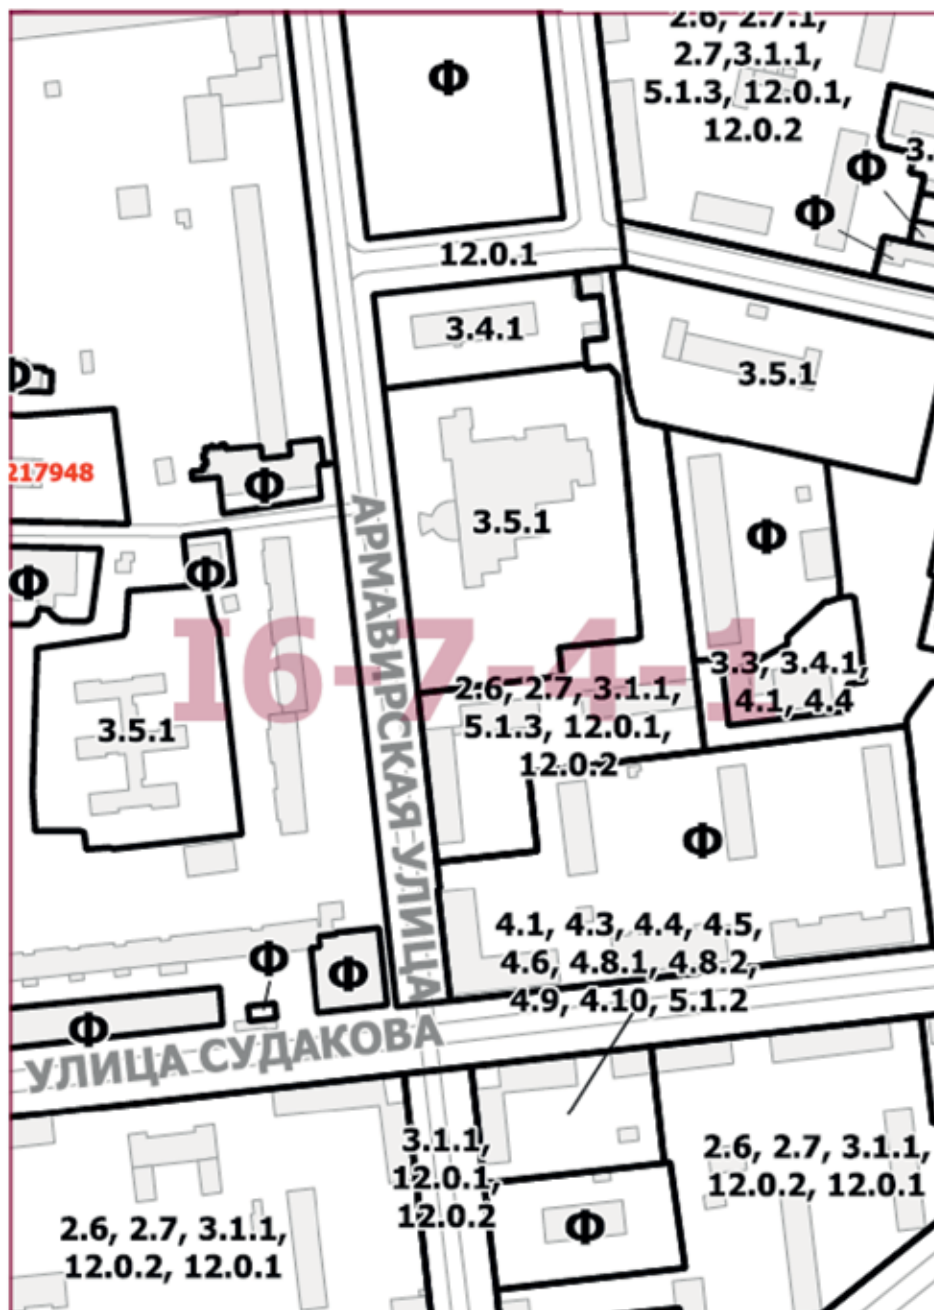 2.6, 2.7.1,
2.7,3.1.1,
5.1.3, 12.0.1,
12.0.2
Ф
Ф
3.
Ф
12.0.1
3.4.1
3.5.1
Ф
217948
Ф
3.5.1
Ф
Ф
Ф
АРМАВИРСКАЯ УЛИЦА
I6-7-4-1
3.3, 3.4.1,
4.1, 4.4
2.6, 2.7, 3.1.1,
5.1.3, 12.0.1,
12.0.2
3.5.1
Ф
4.1, 4.3, 4.4, 4.5,
4.6, 4.8.1, 4.8.2,
4.9, 4.10, 5.1.2
Ф
Ф
Ф
УЛИЦА СУДАКОВА
3.1.1,
12.0.1,
12.0.2
2.6, 2.7, 3.1.1,
12.0.2, 12.0.1
Ф
2.6, 2.7, 3.1.1,
12.0.2, 12.0.1